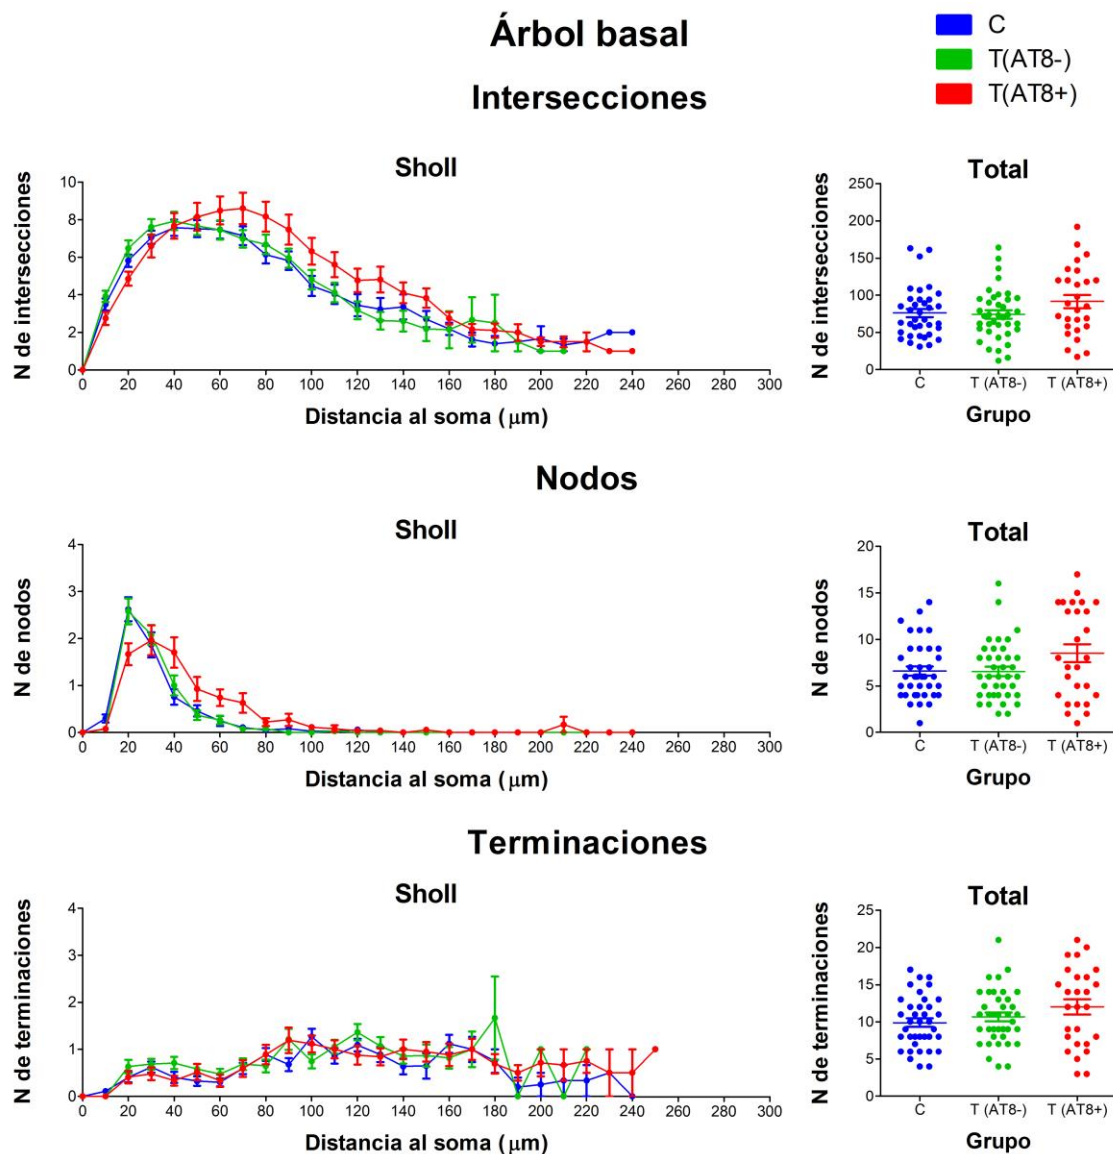 Árbol basal
C
T(AT8-)
T(AT8+)
Intersecciones
Sholl
N de intersecciones
10
8
6
4
2
0
0 20 40 60 80 100 120 140 160 180 200 220 240 260 280 300
Distancia al soma (μm)
Total
N de intersecciones
250
200
150
100
50
0
C T (AT8-) T (AT8+)
Grupo
Nodos
Sholl
N de nodos
4
3
2
1
0
0 20 40 60 80 100 120 140 160 180 200 220 240 260 280 300
Distancia al soma (μm)
Total
N de nodos
20
15
10
5
0
C T (AT8-) T (AT8+)
Grupo
Terminaciones
Sholl
N de terminaciones
4
3
2
1
0
0 20 40 60 80 100 120 140 160 180 200 220 240 260 280 300
Distancia al soma (μm)
Total
N de terminaciones
25
20
15
10
5
0
C T (AT8-) T (AT8+)
Grupo